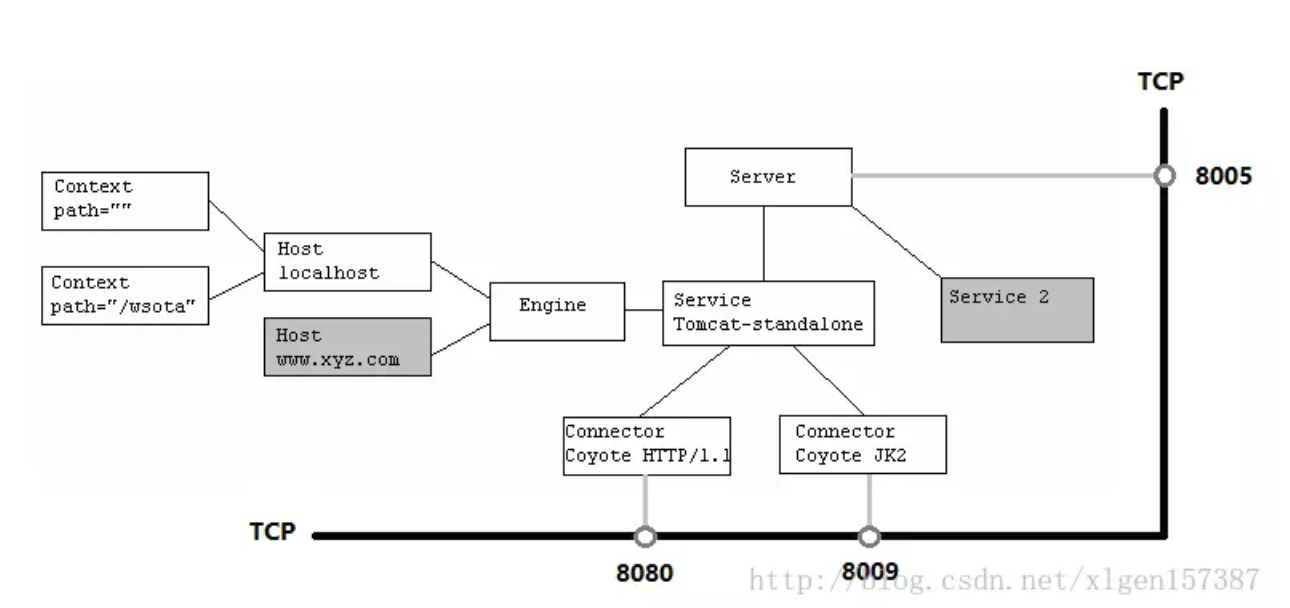 TCP
Server
8005
Context
path=""
Host
localhost
Context
path="/wsota"
Engine
Service
Tomcat-standalone
Service 2
Host
www.xyz.com
Connector
Coyote HTTP/1.1
Connector
Coyote JK2
TCP
8080
8009
http://blog.csdn.net/xlgen157387